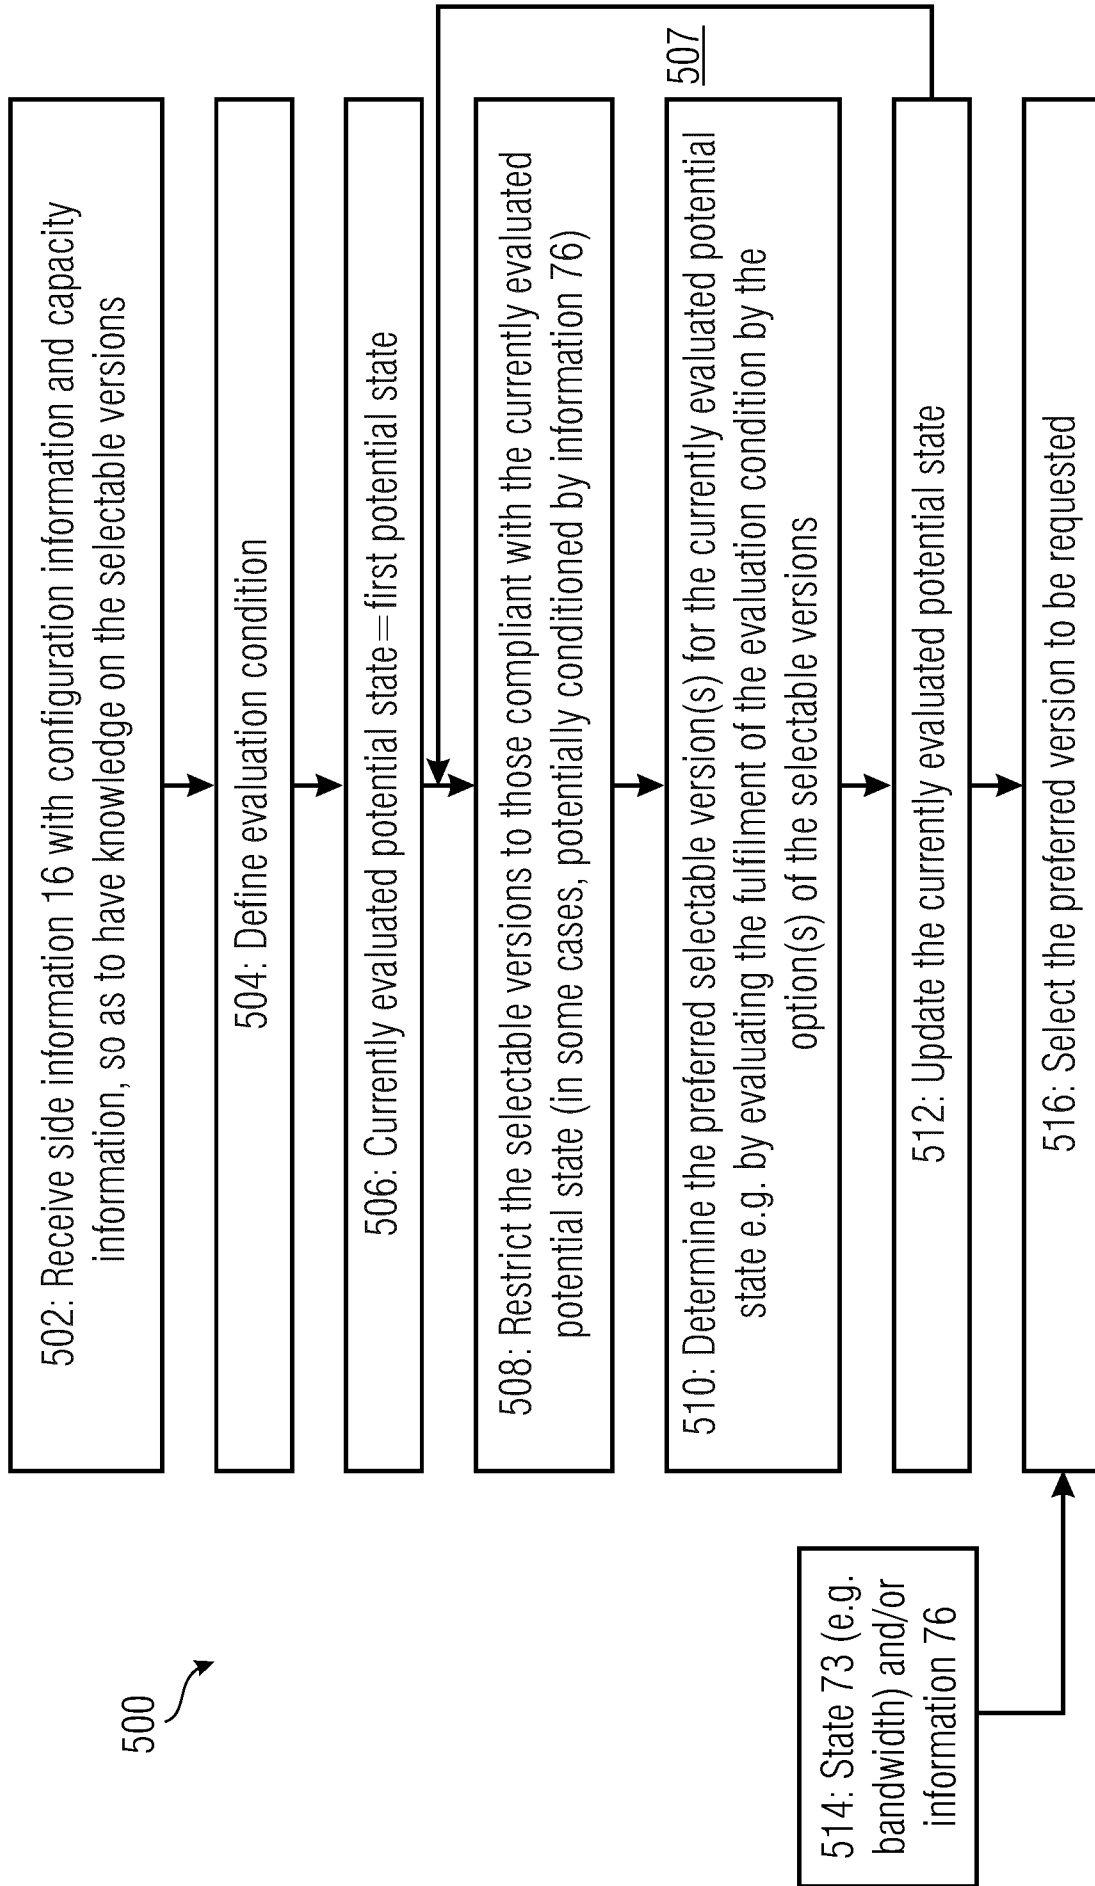 500
502: Receive side information 16 with configuration information and capacity
information, so as to have knowledge on the selectable versions
504: Define evaluation condition
506: Currently evaluated potential state=first potential state
507
508: Restrict the selectable versions to those compliant with the currently evaluated
potential state (in some cases, potentially conditioned by information 76)
510: Determine the preferred selectable version(s) for the currently evaluated potential
state e.g. by evaluating the fulfilment of the evaluation condition by the
option(s) of the selectable versions
512: Update the currently evaluated potential state
514: State 73 (e.g.
bandwidth) and/or
information 76
516: Select the preferred version to be requested